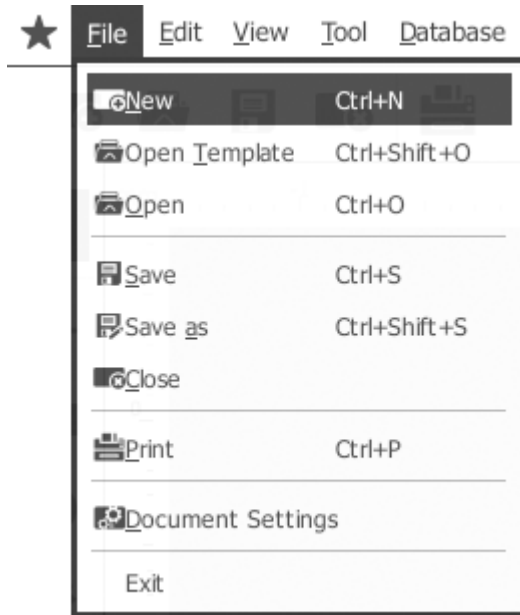 File Edit View Tool Database
New Ctrl+N
Open Template Ctrl+Shift+O
Open Ctrl+O
Save Ctrl+S
Save as Ctrl+Shift+S
Close
Print Ctrl+P
Document Settings
Exit